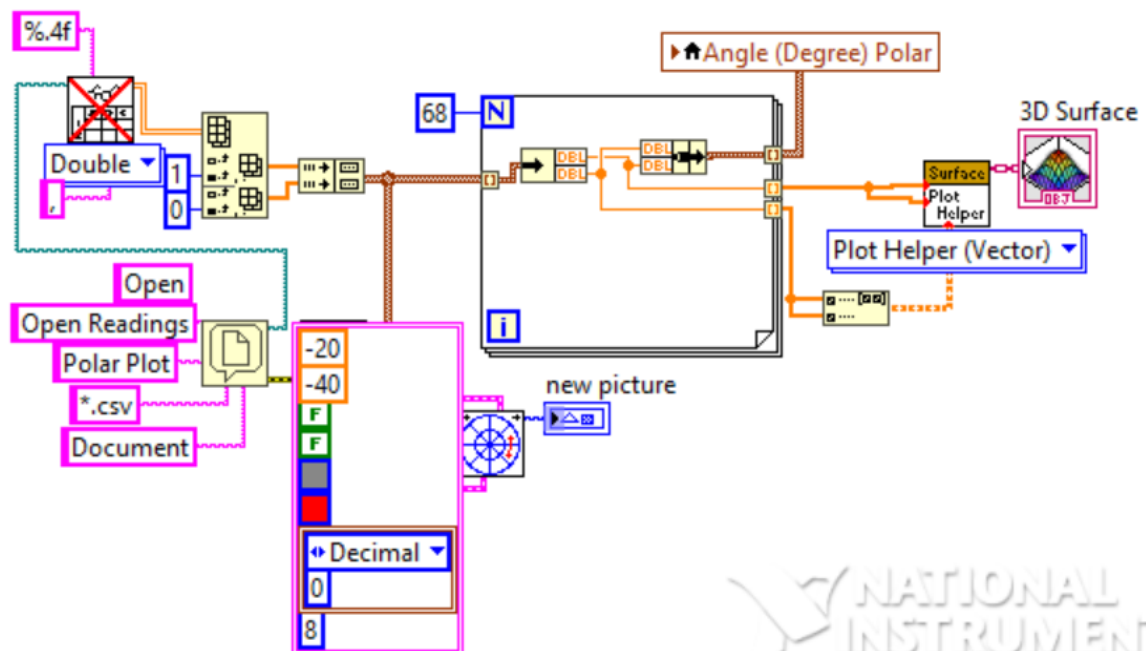 %.4f
Angle (Degree) Polar
68
N
3D Surface
Double
1
DBL
DBL
DBL
DBL
Surface
Plot
Helper
OBJ
,
0
Plot Helper (Vector)
Open
Open Readings
i
Polar Plot
-20
-40
new picture
*.csv
F
Document
F
Decimal
0
8
NATIONAL
INSTRUMENT